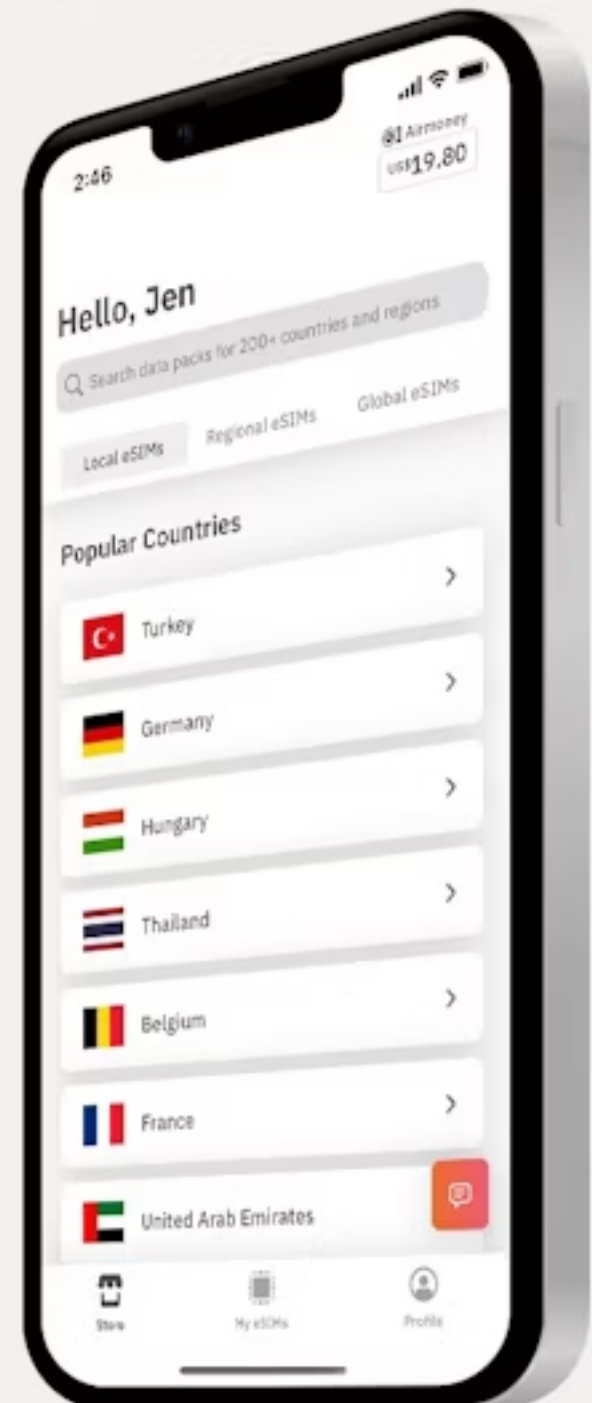 2:46
Airmoney
US$19.80
Hello, Jen
Search data packs for 200+ countries and regions
Local eSIMs
Regional eSIMs
Global eSIMs
Popular Countries
Turkey
Germany
Hungary
Thailand
Belgium
France
United Arab Emirates
Store
My eSIMs
Profile